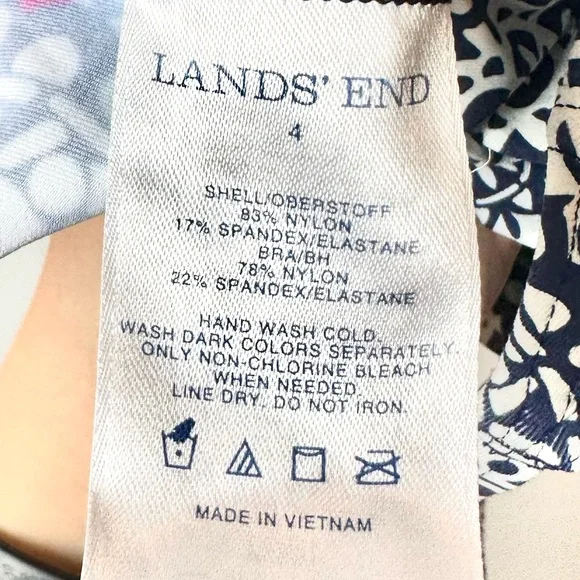 LANDS' END
4
SHELL/OBERSTOFF
83% NYLON
17% SPANDEX/ELASTANE
BRA/BH
78% NYLON
22% SPANDEX/ELASTANE
HAND WASH COLD.
WASH DARK COLORS SEPARATELY.
ONLY NON-CHLORINE BLEACH
WHEN NEEDED.
LINE DRY. DO NOT IRON.
MADE IN VIETNAM